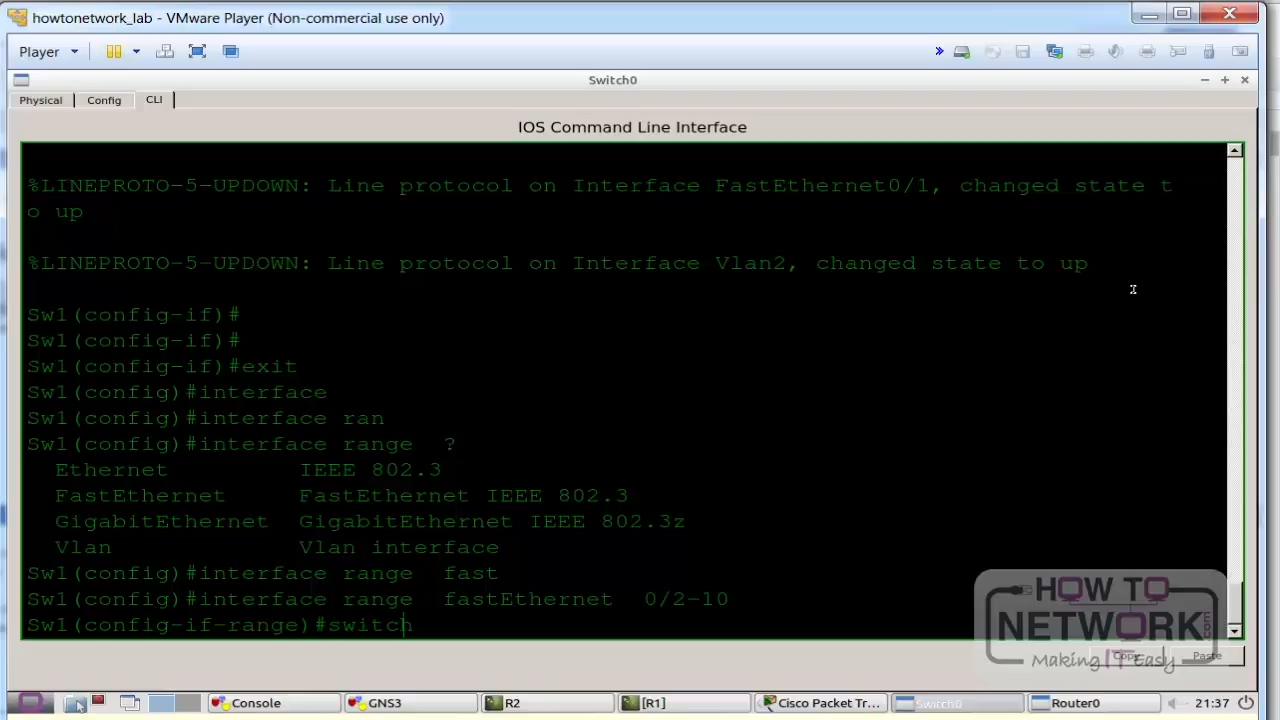 howtonetwork_lab - VMware Player (Non-commercial use only)
Player
Switch0
Physical
Config
CLI
IOS Command Line Interface
%LINEPROTO-5-UPDOWN: Line protocol on Interface FastEthernet0/1, changed state t
o up
%LINEPROTO-5-UPDOWN: Line protocol on Interface Vlan2, changed state to up
Sw1(config-if)#
Sw1(config-if)#
Sw1(config-if)#exit
Sw1(config)#interface
Sw1(config)#interface ran
Sw1(config)#interface range ?
Ethernet IEEE 802.3
FastEthernet FastEthernet IEEE 802.3
GigabitEthernet GigabitEthernet IEEE 802.3z
Vlan Vlan interface
Sw1(config)#interface range fast
Sw1(config)#interface range fastEthernet 0/2-10
Sw1(config-if-range)#switch
HOW TO
NETWORK
Making IT Easy
Copy
Paste
Console
GNS3
R2
[R1]
Cisco Packet Tr...
Switch0
Router0
21:37